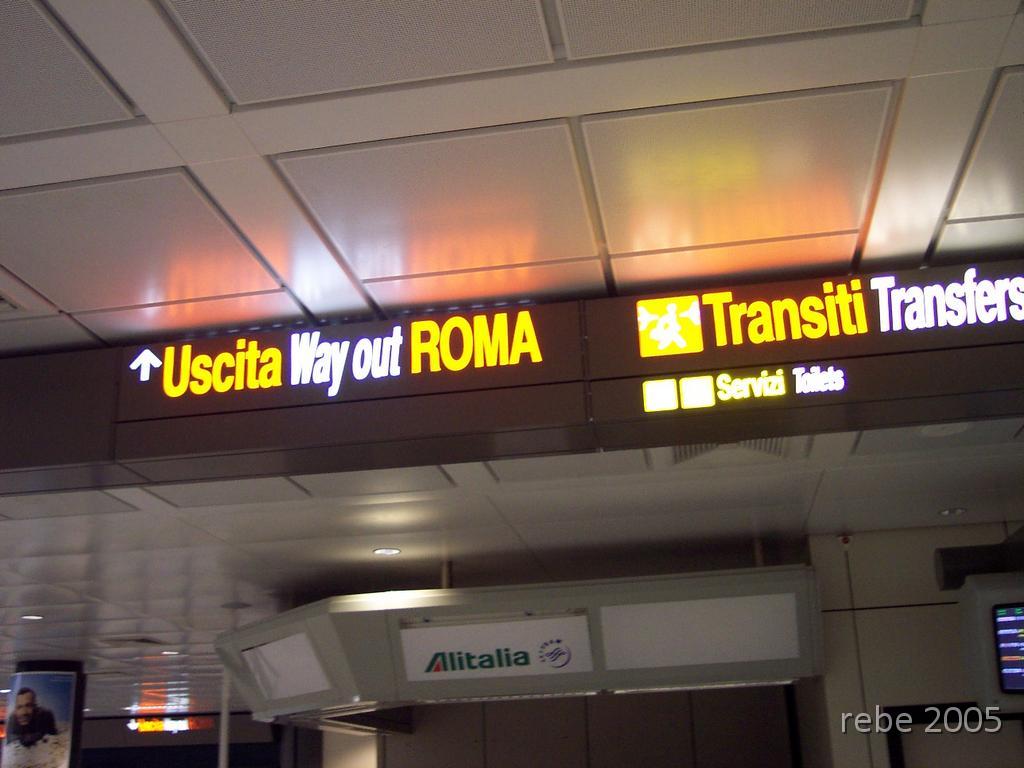 Uscita Way out ROMA
Transiti Transfers
Servizi Toilets
Alitalia
rebe 2005